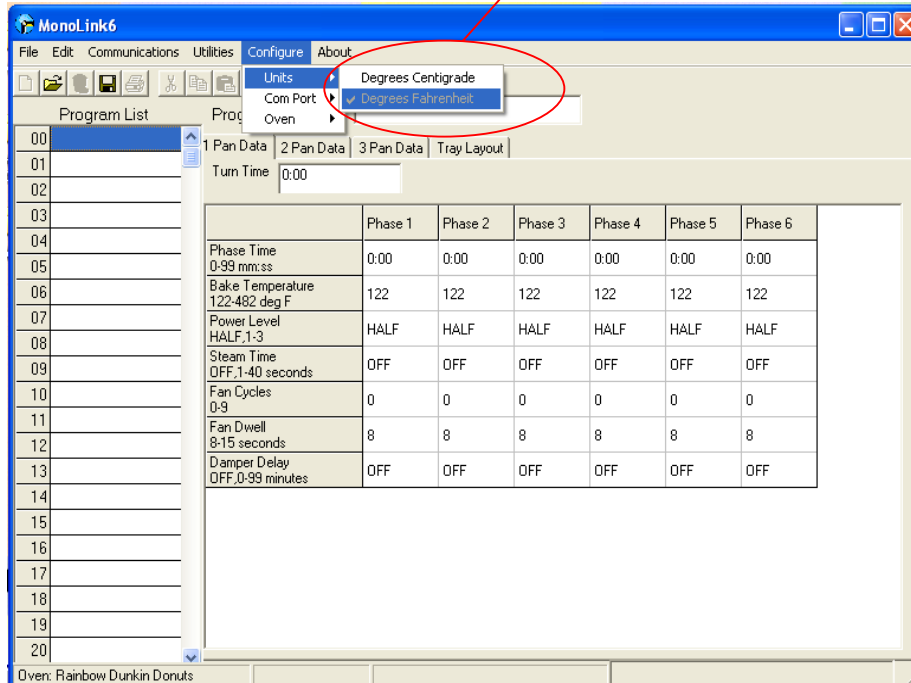 MonoLink6
File Edit Communications Utilities Configure About
Units
Com Port
Oven
Degrees Centigrade
Degrees Fahrenheit
Program List
00
01
02
03
04
05
06
07
08
09
10
11
12
13
14
15
16
17
18
19
20
1 Pan Data 2 Pan Data 3 Pan Data Tray Layout
Turn Time 0:00
Phase 1 Phase 2 Phase 3 Phase 4 Phase 5 Phase 6
Phase Time
0-99 mm:ss
0:00 0:00 0:00 0:00 0:00 0:00
Bake Temperature
122-482 deg F
122 122 122 122 122 122
Power Level
HALF,1-3
HALF HALF HALF HALF HALF HALF
Steam Time
OFF,1-40 seconds
OFF OFF OFF OFF OFF OFF
Fan Cycles
0-9
0 0 0 0 0 0
Fan Dwell
8-15 seconds
8 8 8 8 8 8
Damper Delay
OFF,0-99 minutes
OFF OFF OFF OFF OFF OFF
Oven: Rainbow Dunkin Donuts